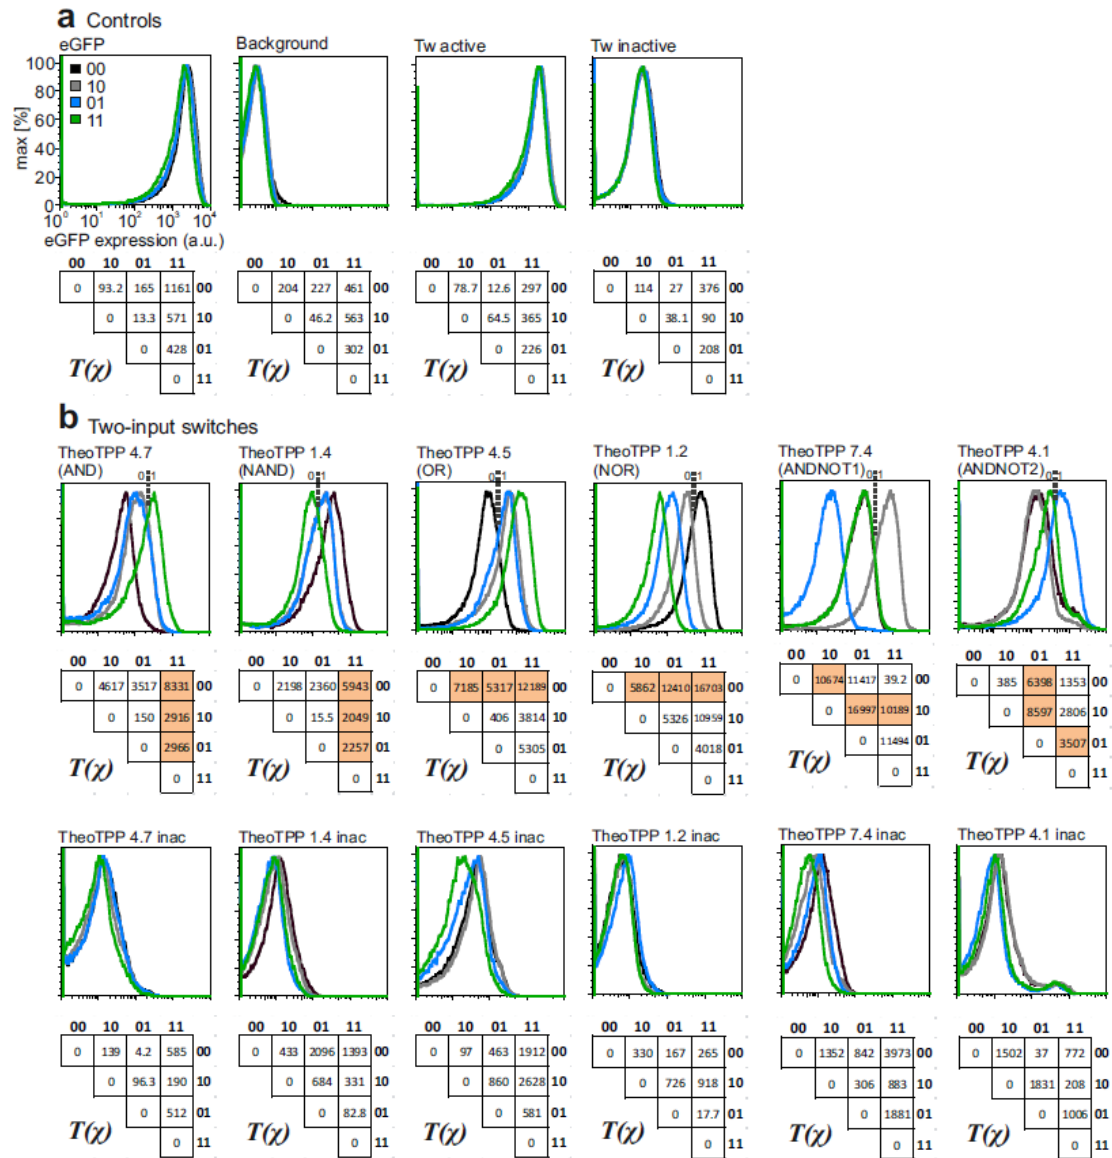 a Controls
eGFP Background Tw active Tw inactive
100 00
80 10
60 01
40 11
20
0
max [%]
10⁰ 10¹ 10² 10³ 10⁴
eGFP expression (a.u.)
00 10 01 11 00 10 01 11 00 10 01 11 00 10 01 11
0 93.2 165 1161 00 0 204 227 461 00 0 78.7 12.6 297 00 0 114 27 376 00
0 13.3 571 10 0 46.2 563 10 0 64.5 365 10 0 38.1 90 10
0 428 01 0 302 01 0 226 01 0 208 01
T(χ) 0 11 T(χ) 0 11 T(χ) 0 11 T(χ) 0 11
b Two-input switches
TheoTPP 4.7 TheoTPP 1.4 TheoTPP 4.5 TheoTPP 1.2 TheoTPP 7.4 TheoTPP 4.1
(AND) (NAND) (OR) (NOR) (ANDNOT1) (ANDNOT2)
0 1 0 1 0 1 0 1 0 1 0 1
00 10 01 11 00 10 01 11 00 10 01 11 00 10 01 11 00 10 01 11 00 10 01 11
0 4617 3517 8331 00 0 2198 2360 5943 00 0 7185 5317 12189 00 0 5862 12410 16703 00 0 10674 11417 39.2 00 0 385 6398 1353 00
0 150 2916 10 0 15.5 2049 10 0 406 3814 10 0 5326 10959 10 0 16997 10189 10 0 8597 2806 10
0 2966 01 0 2257 01 0 5305 01 0 4018 01 0 11494 01 0 3507 01
T(χ) 0 11 T(χ) 0 11 T(χ) 0 11 T(χ) 0 11 T(χ) 0 11 T(χ) 0 11
TheoTPP 4.7 inac TheoTPP 1.4 inac TheoTPP 4.5 inac TheoTPP 1.2 inac TheoTPP 7.4 inac TheoTPP 4.1 inac
00 10 01 11 00 10 01 11 00 10 01 11 00 10 01 11 00 10 01 11 00 10 01 11
0 139 4.2 585 00 0 433 2096 1393 00 0 97 463 1912 00 0 330 167 265 00 0 1352 842 3973 00 0 1502 37 772 00
0 96.3 190 10 0 684 331 10 0 860 2628 10 0 726 918 10 0 306 883 10 0 1831 208 10
0 512 01 0 82.8 01 0 581 01 0 17.7 01 0 1881 01 0 1006 01
T(χ) 0 11 T(χ) 0 11 T(χ) 0 11 T(χ) 0 11 T(χ) 0 11 T(χ) 0 11